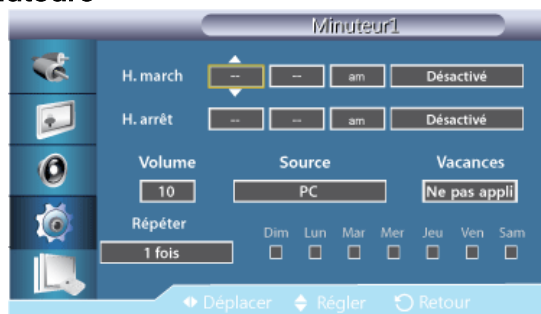 Minuteur1
H. march -- -- am Désactivé
H. arrêt -- -- am Désactivé
Volume Source Vacances
10 PC Ne pas appli
Répéter Dim Lun Mar Mer Jeu Ven Sam
1 fois
Déplacer Régler Retour